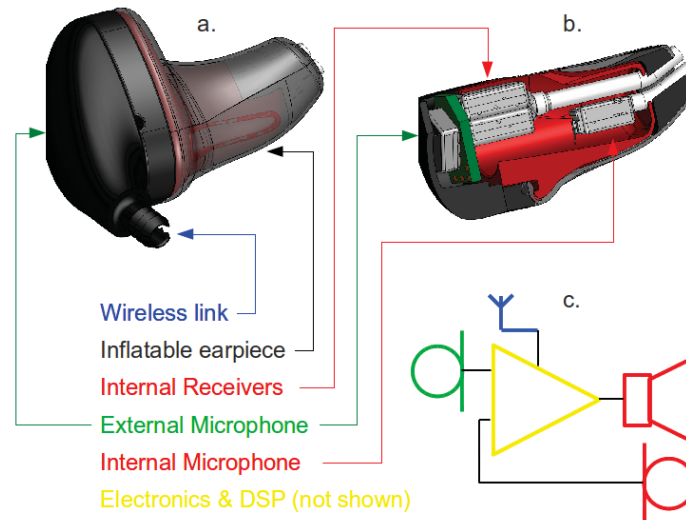 a.
b.
c.
Wireless link
Inflatable earpiece
Internal Receivers
External Microphone
Internal Microphone
Electronics & DSP (not shown)